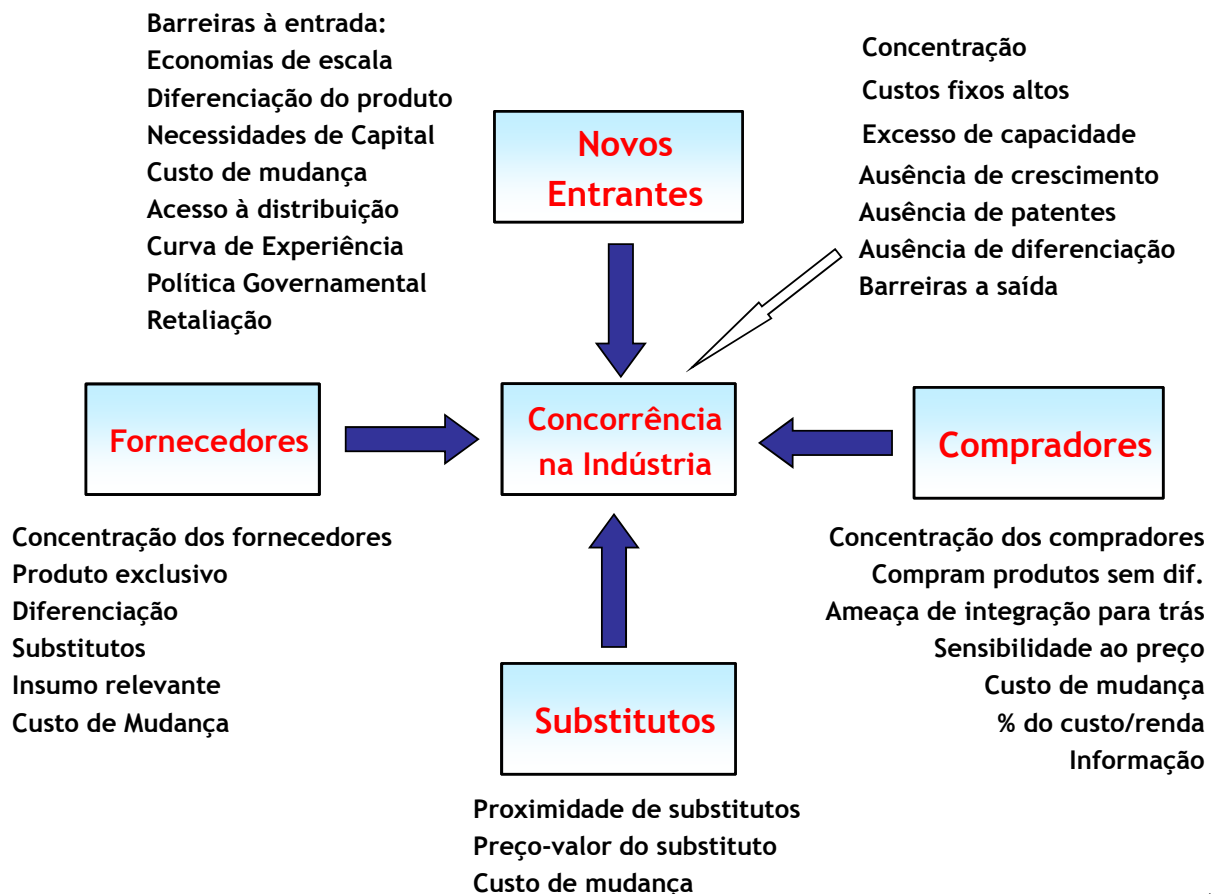 Barreiras à entrada:
Economias de escala
Diferenciação do produto
Necessidades de Capital
Custo de mudança
Acesso à distribuição
Curva de Experiência
Política Governamental
Retaliação
Novos
Entrantes
Concentração
Custos fixos altos
Excesso de capacidade
Ausência de crescimento
Ausência de patentes
Ausência de diferenciação
Barreiras a saída
Fornecedores
Concorrência
na Indústria
Compradores
Concentração dos fornecedores
Produto exclusivo
Diferenciação
Substitutos
Insumo relevante
Custo de Mudança
Substitutos
Concentração dos compradores
Compram produtos sem dif.
Ameaça de integração para trás
Sensibilidade ao preço
Custo de mudança
% do custo/renda
Informação
Proximidade de substitutos
Preço-valor do substituto
Custo de mudança